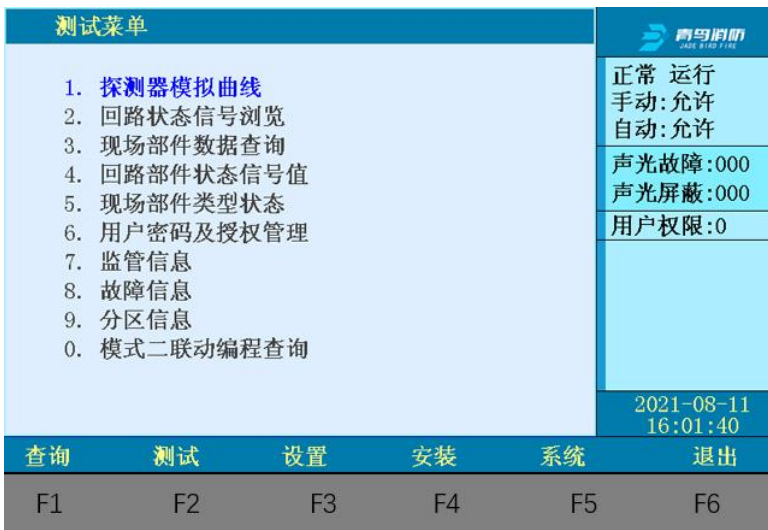 测试菜单
1. 探测器模拟曲线
2. 回路状态信号浏览
3. 现场部件数据查询
4. 回路部件状态信号值
5. 现场部件类型状态
6. 用户密码及授权管理
7. 监管信息
8. 故障信息
9. 分区信息
0. 模式二联动编程查询
青鸟消防
JADE BIRD FIRE
正常 运行
手动:允许
自动:允许
声光故障:000
声光屏蔽:000
用户权限:0
2021-08-11
16:01:40
查询 测试 设置 安装 系统 退出
F1 F2 F3 F4 F5 F6